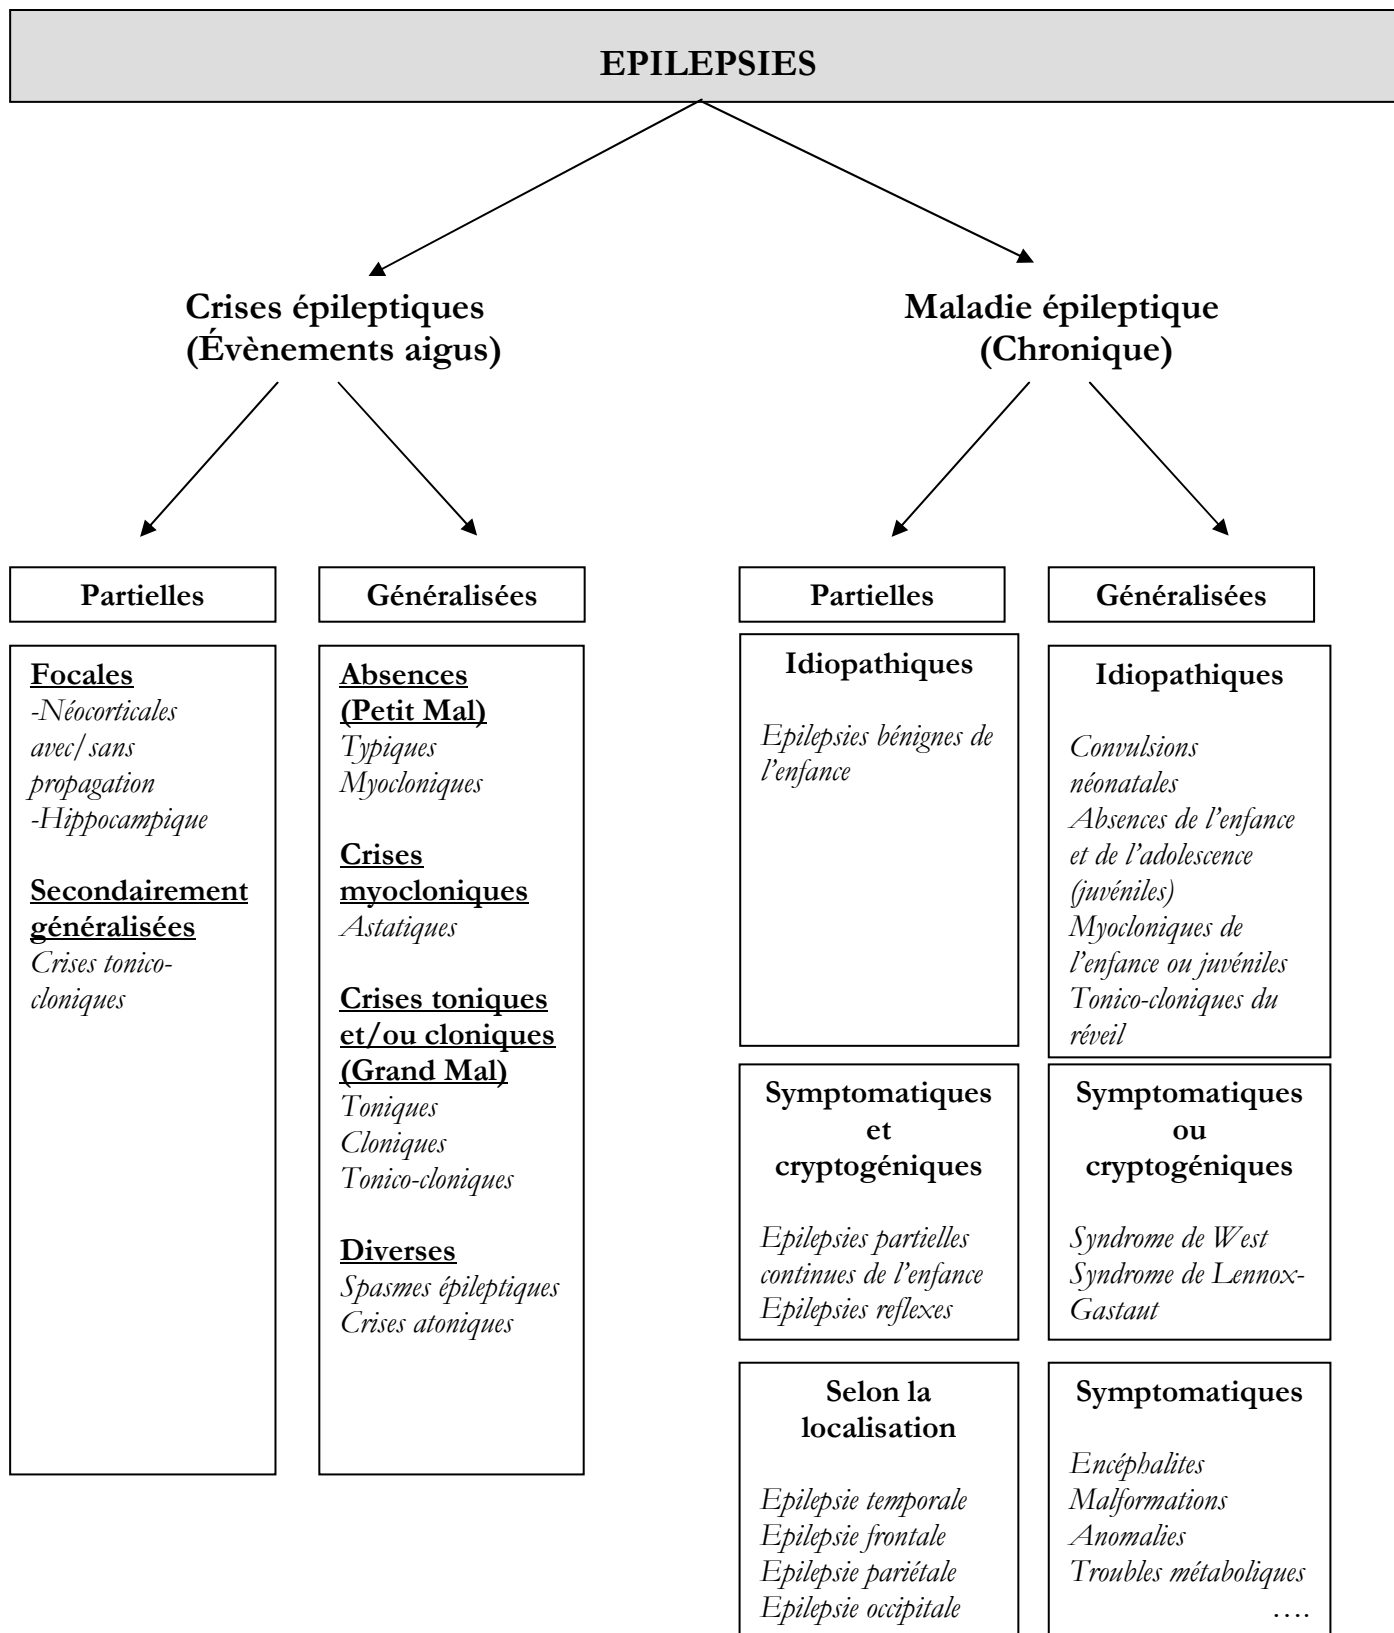 EPILEPSIES
Crises épileptiques
(Évènements aigus)
Maladie épileptique
(Chronique)
Partielles
Focales
-Néocorticales
avec/sans
propagation
-Hippocampique
Secondairement
généralisées
Crises tonico-
cloniques
Généralisées
Absences
(Petit Mal)
Typiques
Myocloniques
Crises
myocloniques
Astatiques
Crises toniques
et/ou cloniques
(Grand Mal)
Toniques
Cloniques
Tonico-cloniques
Diverses
Spasmes épileptiques
Crises atoniques
Partielles
Idiopathiques
Epilepsies bénignes de
l'enfance
Symptomatiques
et
cryptogéniques
Epilepsies partielles
continues de l'enfance
Epilepsies reflexes
Selon la
localisation
Epilepsie temporale
Epilepsie frontale
Epilepsie pariétale
Epilepsie occipitale
Généralisées
Idiopathiques
Convulsions
néonatales
Absences de l'enfance
et de l'adolescence
(juvéniles)
Myocloniques de
l'enfance ou juvéniles
Tonico-cloniques du
réveil
Symptomatiques
ou
cryptogéniques
Syndrome de West
Syndrome de Lennox-
Gastaut
Symptomatiques
Encéphalites
Malformations
Anomalies
Troubles métaboliques
….